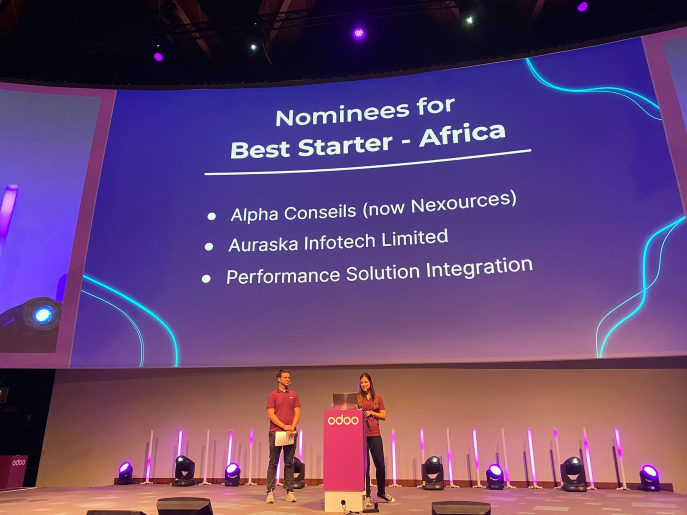 Nominees for
Best Starter - Africa
• Alpha Conseils (now Nexources)
• Auraska Infotech Limited
• Performance Solution Integration
odoo
odoo